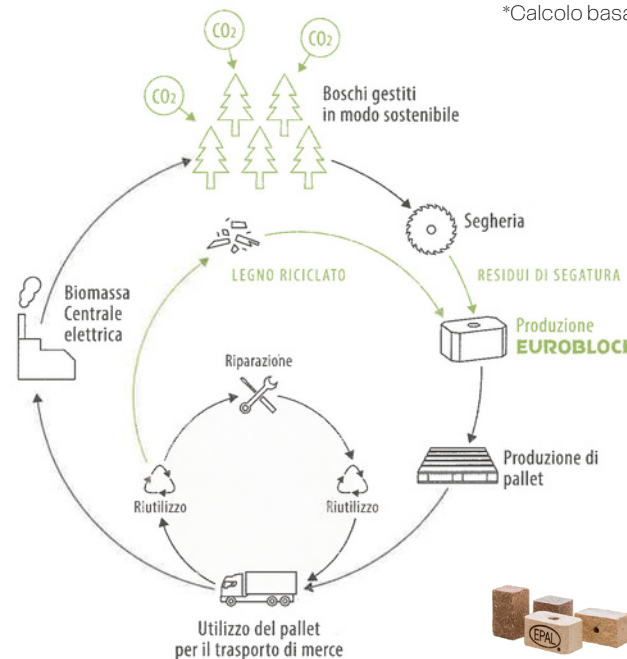 *Calcolo basa
CO₂
CO₂
CO₂
Boschi gestiti
in modo sostenibile
Segheria
LEGNO RICICLATO
RESIDUI DI SEGATURA
Biomassa
Centrale
elettrica
Produzione
EUROBLOC
Riparazione
Produzione di
pallet
Riutilizzo
Riutilizzo
Utilizzo del pallet
per il trasporto di merce
EPAL